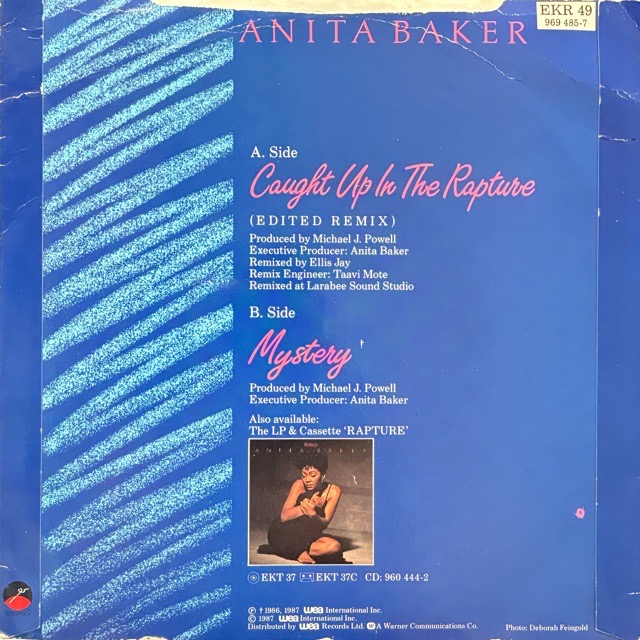 EKR 49
969 485-7
ANITA BAKER
A. Side
Caught Up In The Rapture
(EDITED REMIX)
Produced by Michael J. Powell
Executive Producer: Anita Baker
Remixed by Ellis Jay
Remix Engineer: Taavi Mote
Remixed at Larabee Sound Studio
B. Side
Mystery †
Produced by Michael J. Powell
Executive Producer: Anita Baker
Also available:
The LP & Cassette ‘RAPTURE’
ANITA BAKER
EKT 37 EKT 37C CD: 960 444-2
℗ † 1986, 1987 wea International Inc.
© 1987 wea International Inc.
Distributed by wea Records Ltd. A Warner Communications Co.
Photo: Deborah Feingold